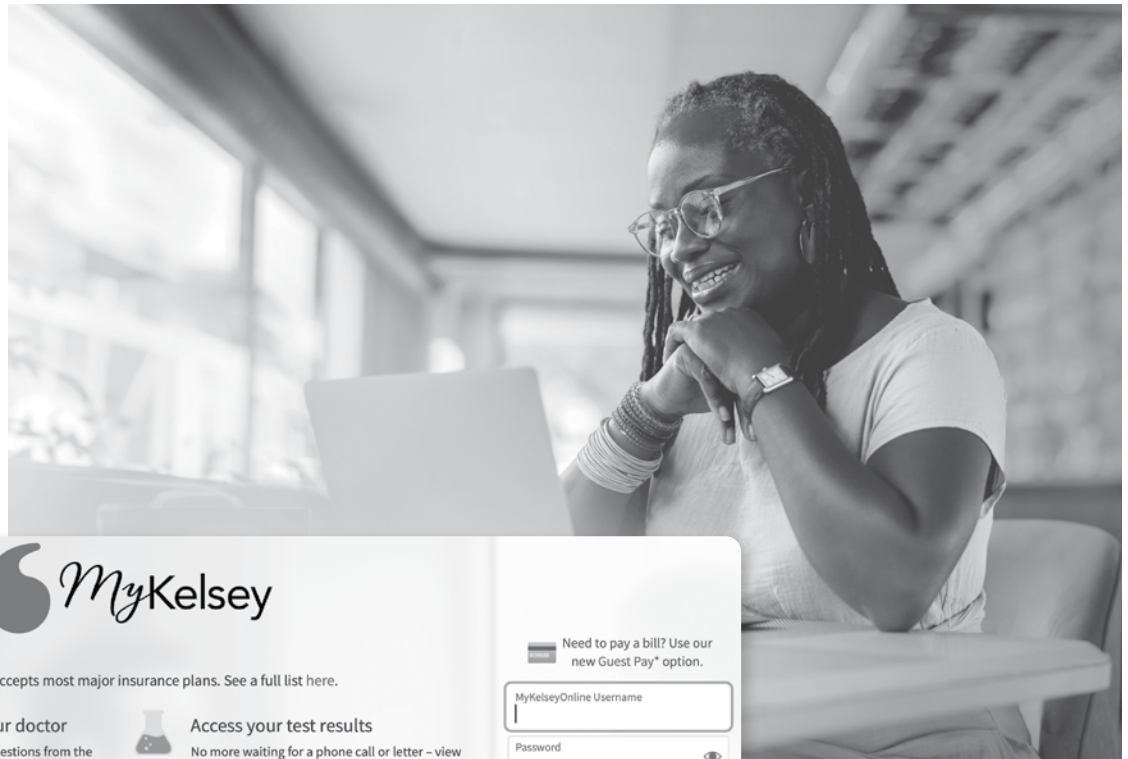 MyKelsey
Need to pay a bill? Use our
new Guest Pay* option.
accepts most major insurance plans. See a full list here.
MyKelseyOnline Username
Password
ur doctor
estions from the
Access your test results
No more waiting for a phone call or letter – view